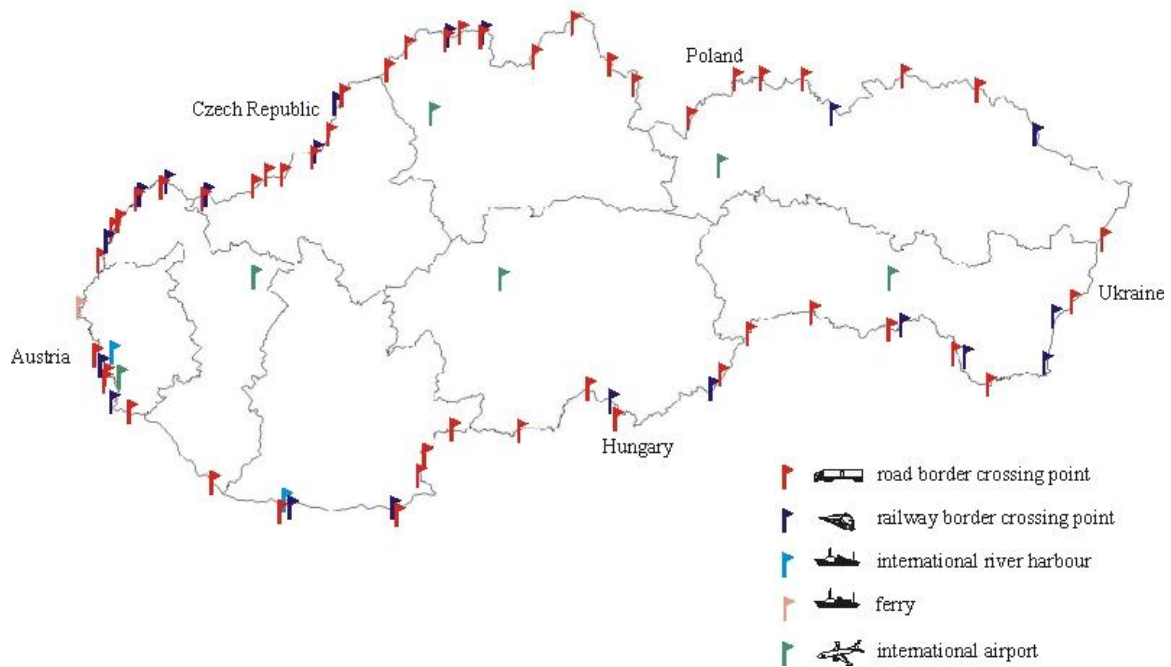 Poland
Czech Republic
Ukraine
Austria
Hungary
road border crossing point
railway border crossing point
international river harbour
ferry
international airport